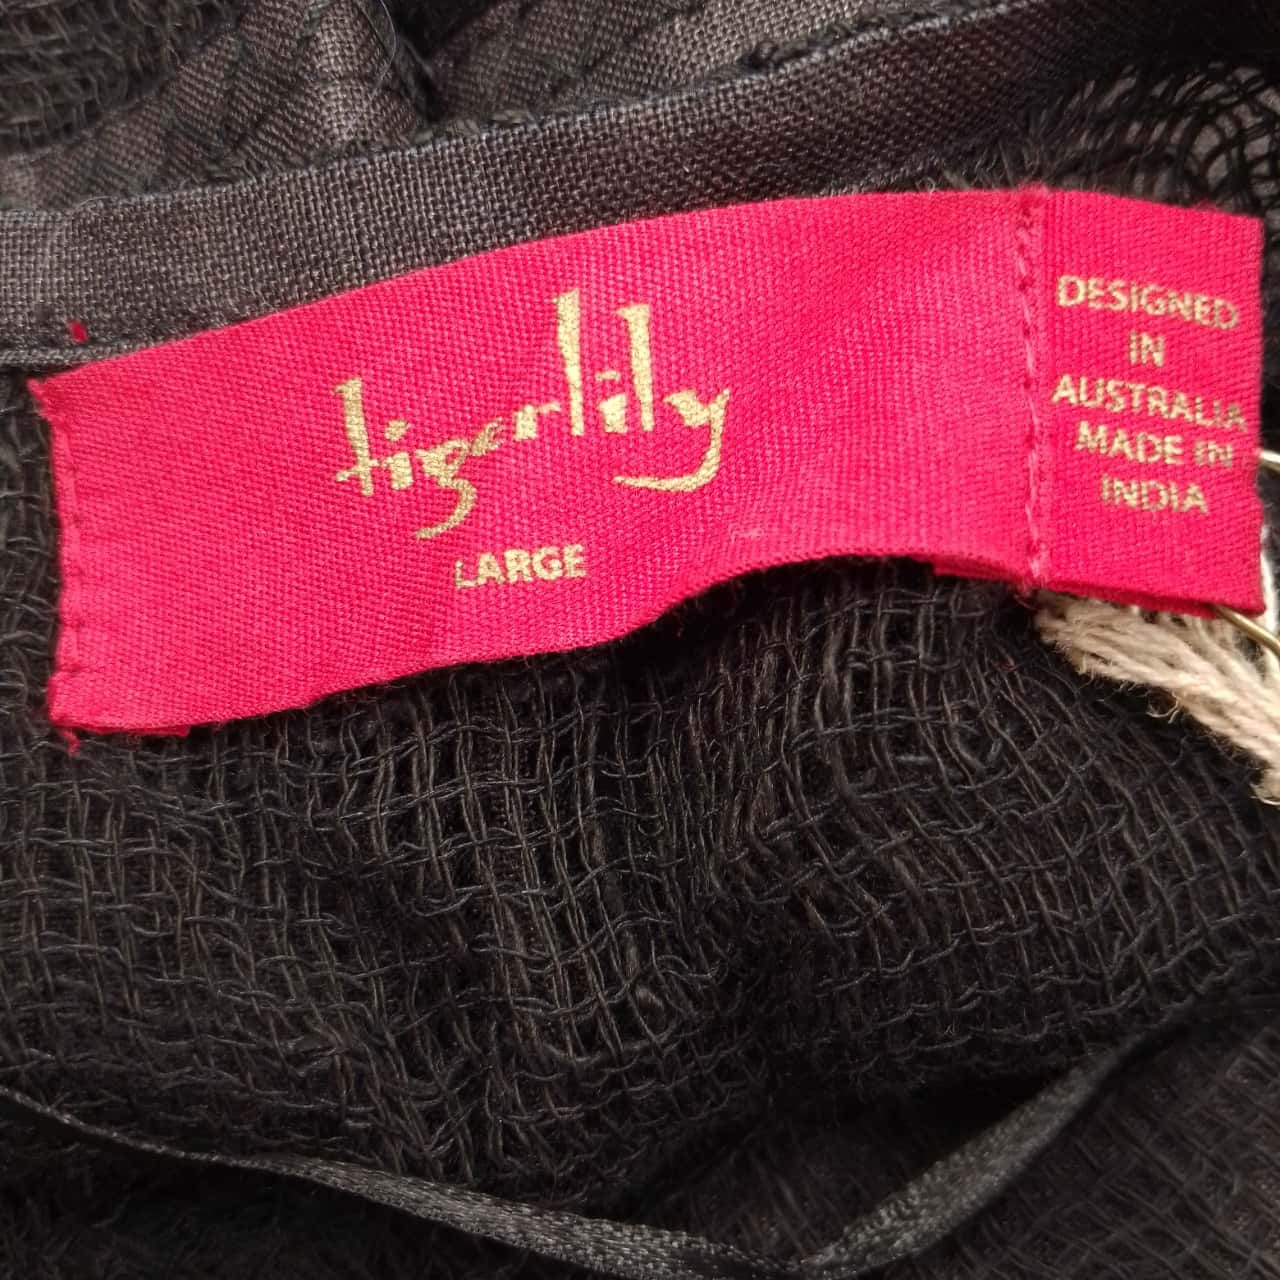 tigerlily
LARGE
DESIGNED
IN
AUSTRALIA
MADE IN
INDIA